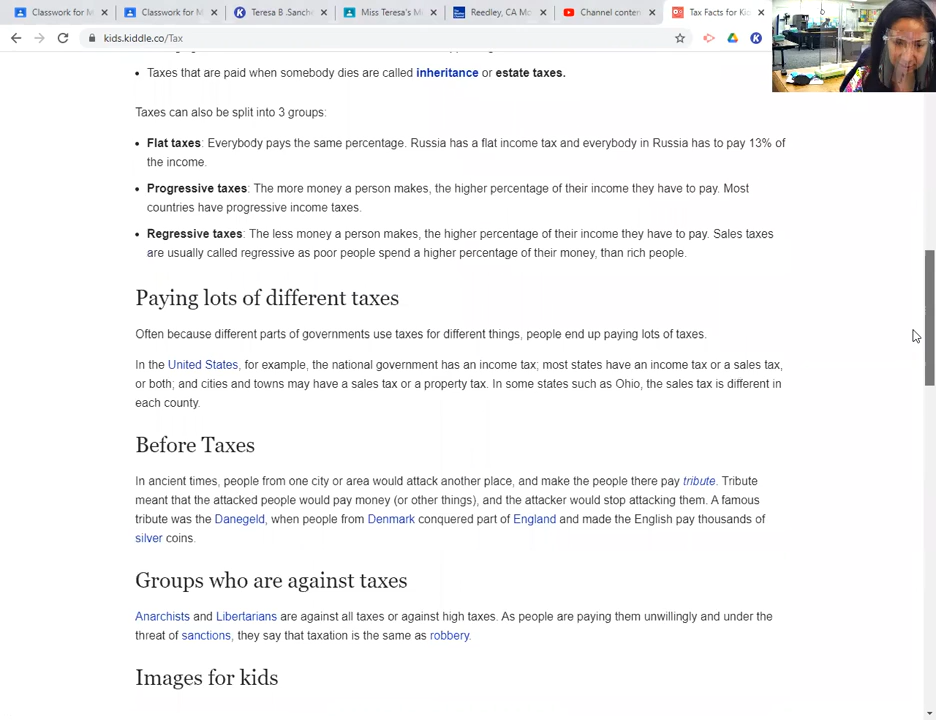 Classwork for M
Classwork for M
Teresa B .Sanch
Miss Teresa's M
Reedley, CA Mo
Channel conten
Tax Facts for Ki
kids.kiddle.co/Tax
Taxes that are paid when somebody dies are called inheritance or estate taxes.
Taxes can also be split into 3 groups:
Flat taxes: Everybody pays the same percentage. Russia has a flat income tax and everybody in Russia has to pay 13% of
the income.
Progressive taxes: The more money a person makes, the higher percentage of their income they have to pay. Most
countries have progressive income taxes.
Regressive taxes: The less money a person makes, the higher percentage of their income they have to pay. Sales taxes
are usually called regressive as poor people spend a higher percentage of their money, than rich people.
Paying lots of different taxes
Often because different parts of governments use taxes for different things, people end up paying lots of taxes.
In the United States, for example, the national government has an income tax; most states have an income tax or a sales tax,
or both; and cities and towns may have a sales tax or a property tax. In some states such as Ohio, the sales tax is different in
each county.
Before Taxes
In ancient times, people from one city or area would attack another place, and make the people there pay tribute. Tribute
meant that the attacked people would pay money (or other things), and the attacker would stop attacking them. A famous
tribute was the Danegeld, when people from Denmark conquered part of England and made the English pay thousands of
silver coins.
Groups who are against taxes
Anarchists and Libertarians are against all taxes or against high taxes. As people are paying them unwillingly and under the
threat of sanctions, they say that taxation is the same as robbery.
Images for kids